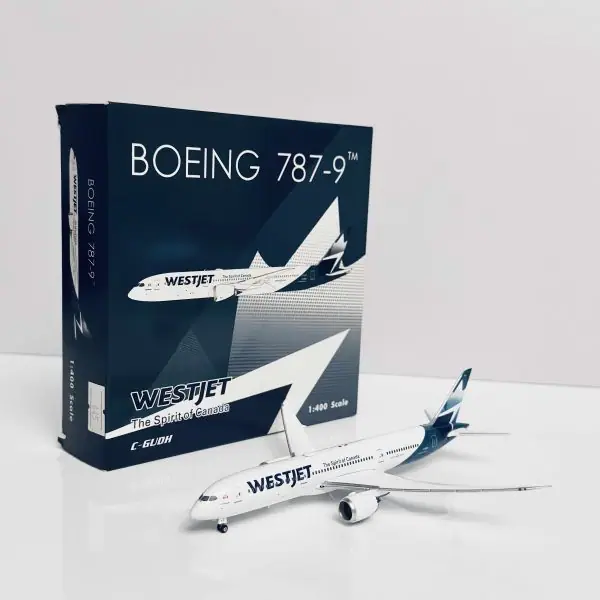 BOEING 787-9™
WESTJET The Spirit of Canada
WESTJET
The Spirit of Canada
C-GUDH
1:400 Scale
WESTJET
BOEING 787-9™
1:400 Scale
WESTJET The Spirit of Canada